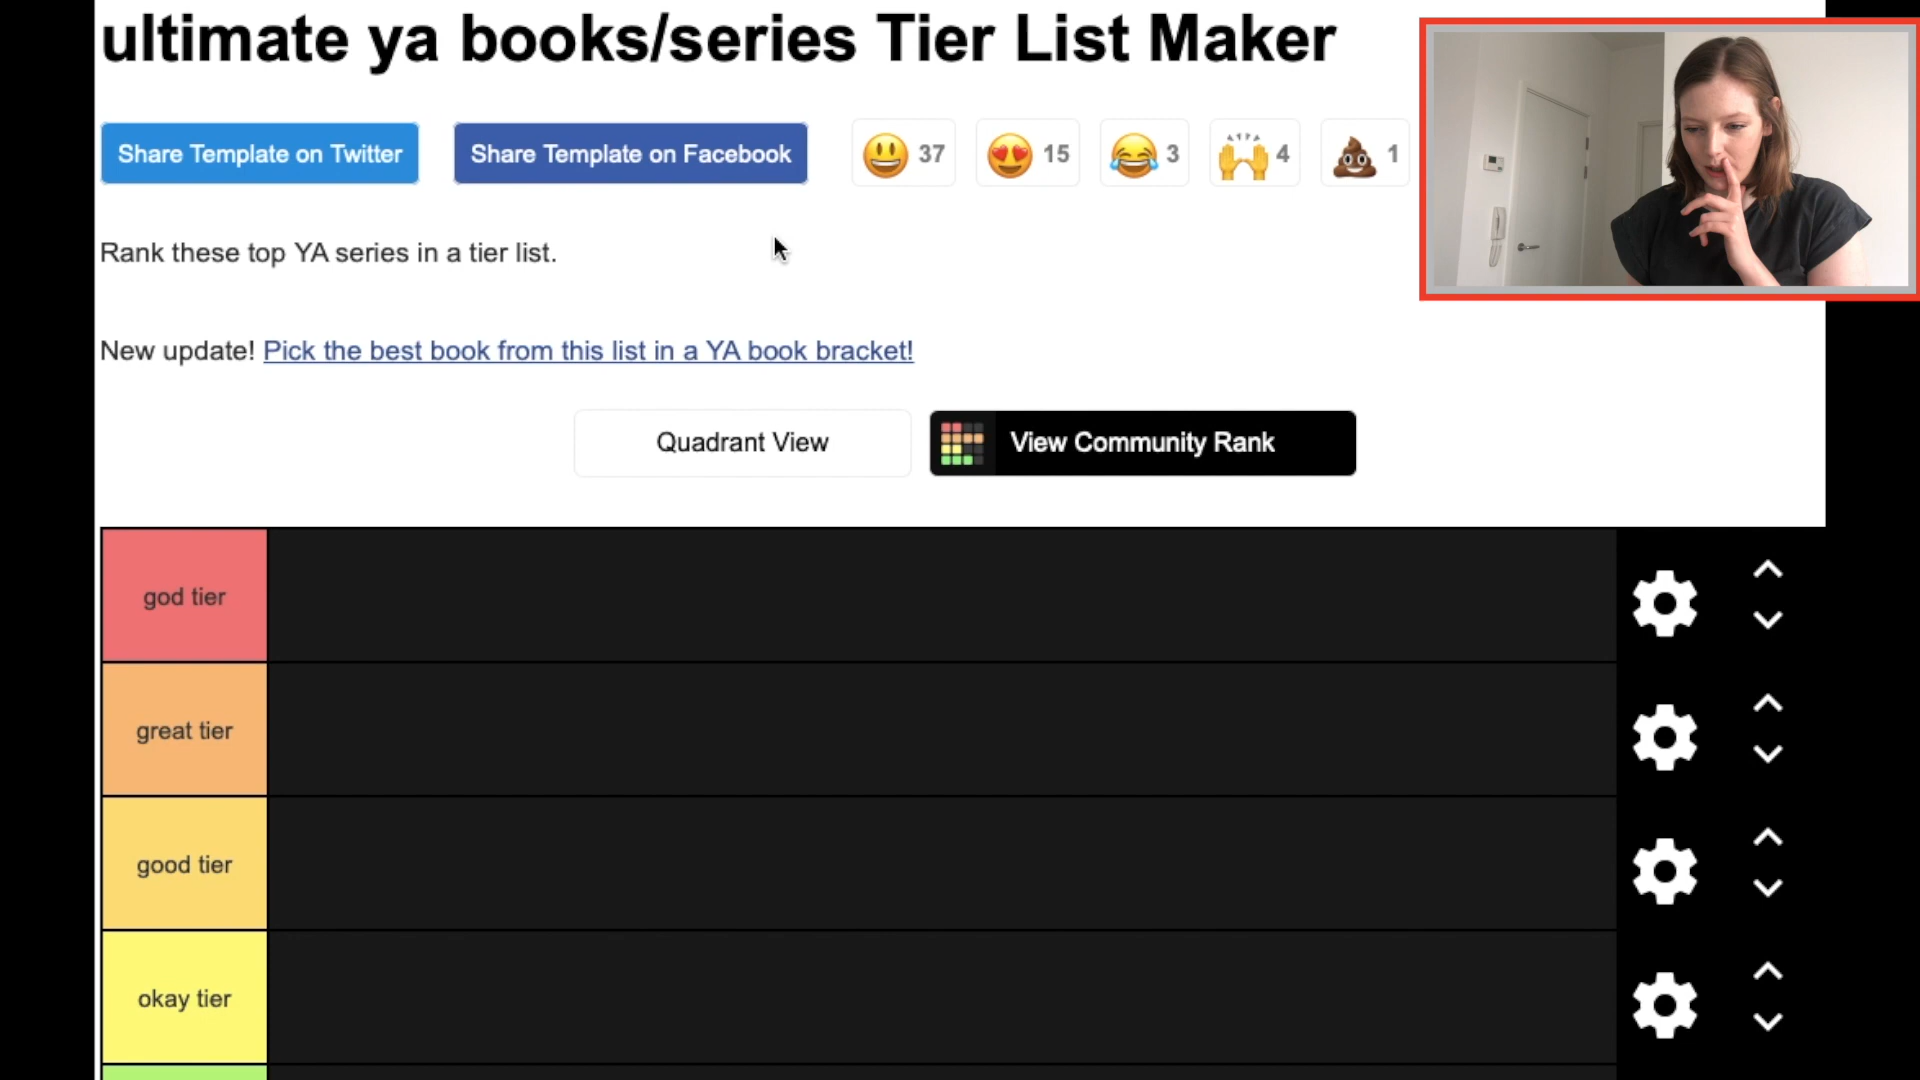 ultimate ya books/series Tier List Maker
Share Template on Twitter
Share Template on Facebook
37
15
3
4
1
Rank these top YA series in a tier list.
New update! Pick the best book from this list in a YA book bracket!
Quadrant View
View Community Rank
god tier
great tier
good tier
okay tier